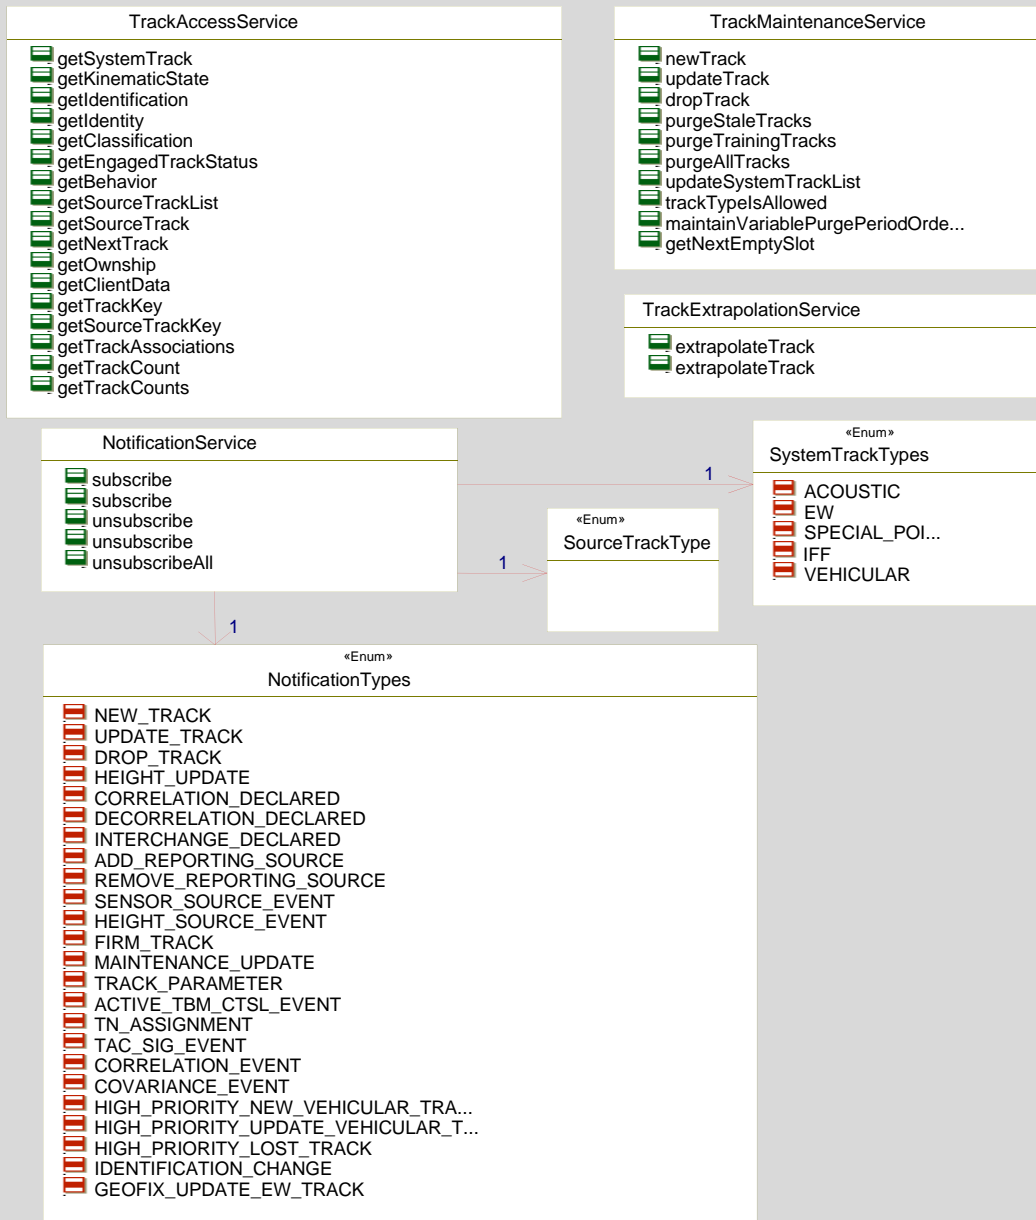 TrackAccessService
getSystemTrack
getKinematicState
getIdentification
getIdentity
getClassification
getEngagedTrackStatus
getBehavior
getSourceTrackList
getSourceTrack
getNextTrack
getOwnship
getClientData
getTrackKey
getSourceTrackKey
getTrackAssociations
getTrackCount
getTrackCounts
TrackMaintenanceService
newTrack
updateTrack
dropTrack
purgeStaleTracks
purgeTrainingTracks
purgeAllTracks
updateSystemTrackList
trackTypeIsAllowed
maintainVariablePurgePeriodOrde...
getNextEmptySlot
TrackExtrapolationService
extrapolateTrack
extrapolateTrack
NotificationService
subscribe
subscribe
unsubscribe
unsubscribe
unsubscribeAll
1
1
1
«Enum»
SourceTrackType
«Enum»
SystemTrackTypes
ACOUSTIC
EW
SPECIAL_POI...
IFF
VEHICULAR
«Enum»
NotificationTypes
NEW_TRACK
UPDATE_TRACK
DROP_TRACK
HEIGHT_UPDATE
CORRELATION_DECLARED
DECORRELATION_DECLARED
INTERCHANGE_DECLARED
ADD_REPORTING_SOURCE
REMOVE_REPORTING_SOURCE
SENSOR_SOURCE_EVENT
HEIGHT_SOURCE_EVENT
FIRM_TRACK
MAINTENANCE_UPDATE
TRACK_PARAMETER
ACTIVE_TBM_CTSL_EVENT
TN_ASSIGNMENT
TAC_SIG_EVENT
CORRELATION_EVENT
COVARIANCE_EVENT
HIGH_PRIORITY_NEW_VEHICULAR_TRA...
HIGH_PRIORITY_UPDATE_VEHICULAR_T...
HIGH_PRIORITY_LOST_TRACK
IDENTIFICATION_CHANGE
GEOFIX_UPDATE_EW_TRACK